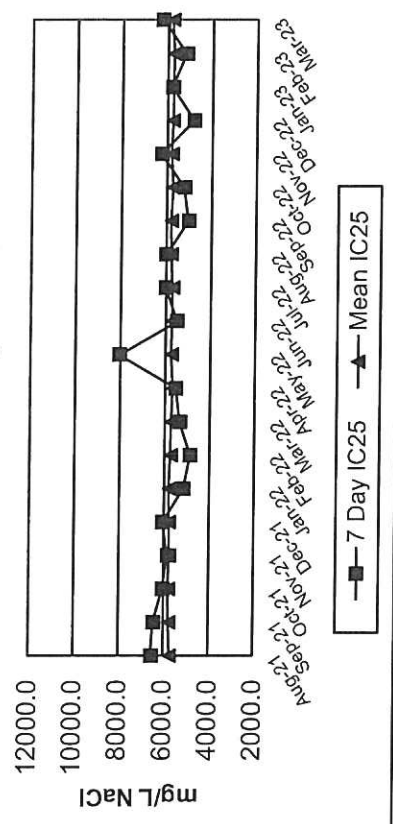 12000.0
10000.0
8000.0
6000.0
4000.0
2000.0
mg/L NaCl
Aug-21
Sep-21
Oct-21
Nov-21
Dec-21
Jan-22
Feb-22
Mar-22
Apr-22
May-22
Jun-22
Jul-22
Aug-22
Sep-22
Oct-22
Nov-22
Dec-22
Jan-23
Feb-23
Mar-23
7 Day IC25
Mean IC25